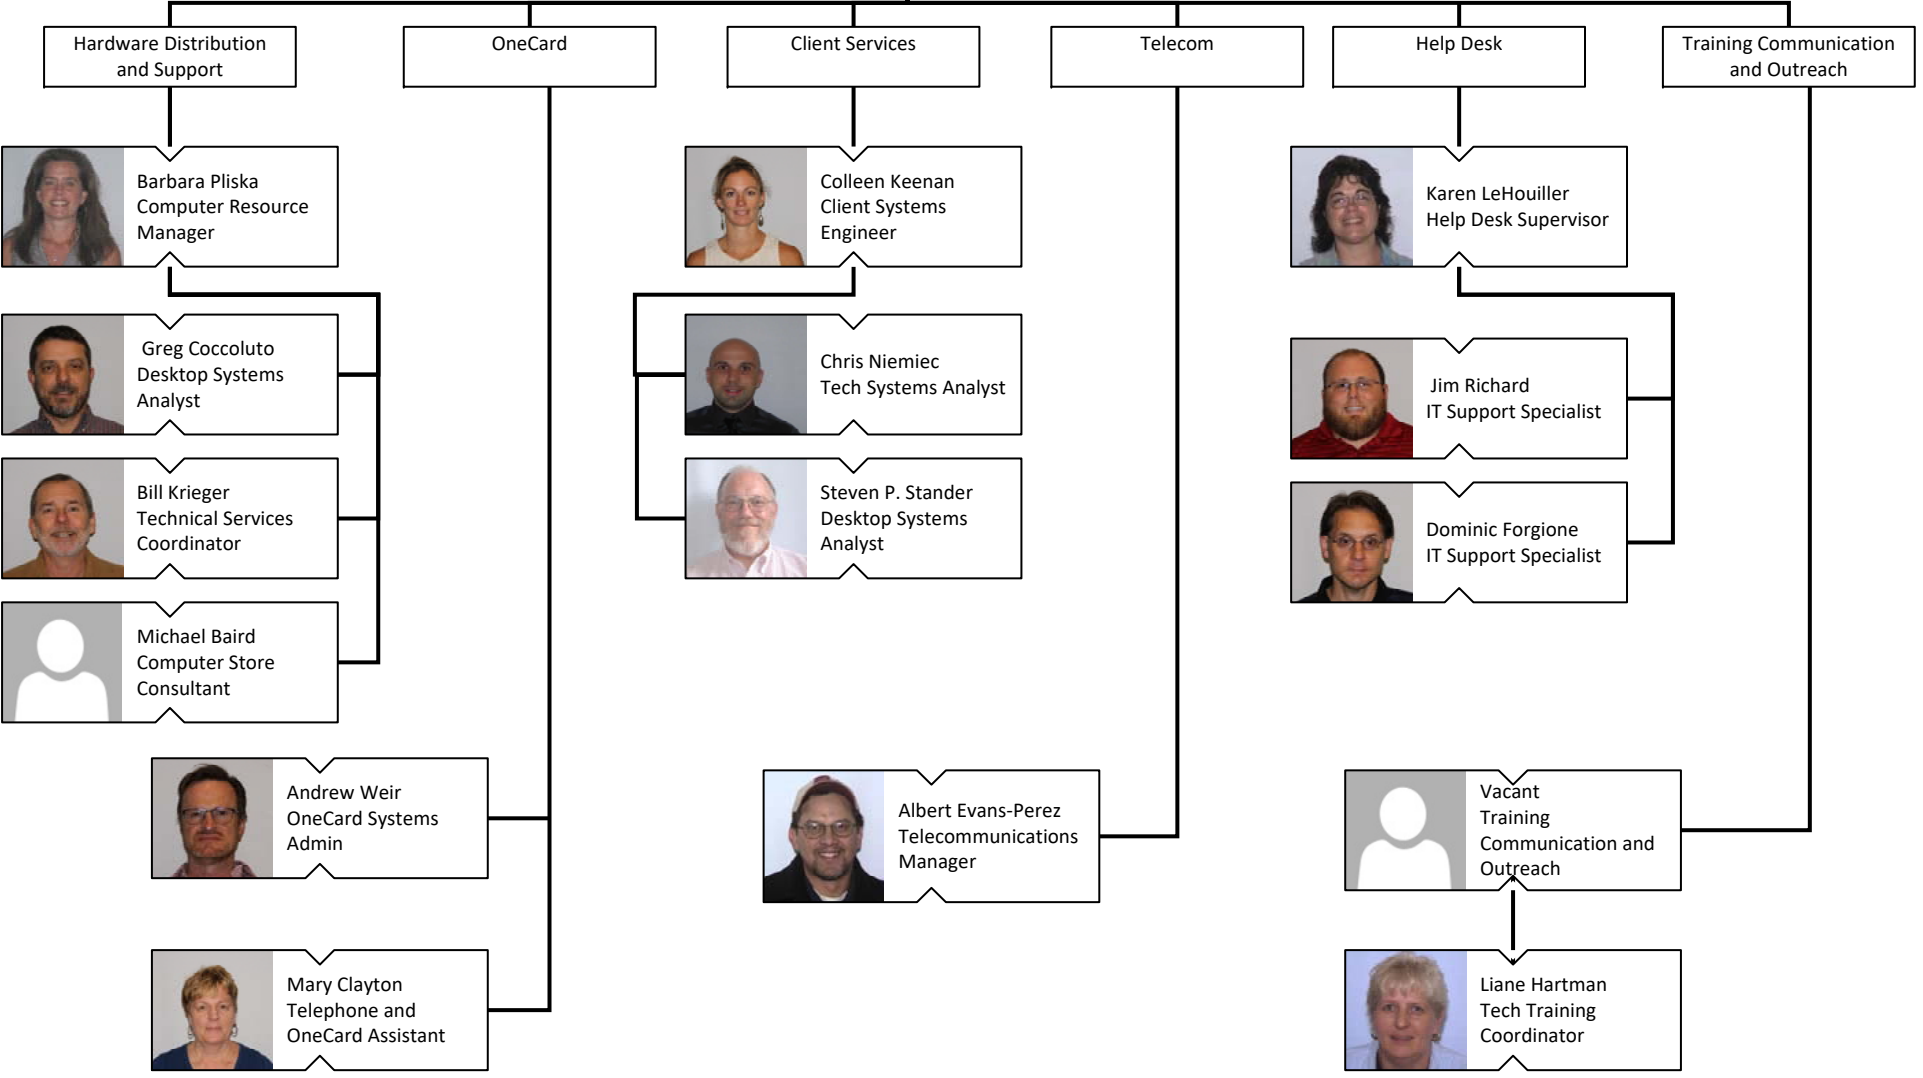 Hardware Distribution
and Support
OneCard
Client Services
Telecom
Help Desk
Training Communication
and Outreach
Barbara Pliska
Computer Resource
Manager
Colleen Keenan
Client Systems
Engineer
Karen LeHouiller
Help Desk Supervisor
Greg Coccoluto
Desktop Systems
Analyst
Chris Niemiec
Tech Systems Analyst
Jim Richard
IT Support Specialist
Bill Krieger
Technical Services
Coordinator
Steven P. Stander
Desktop Systems
Analyst
Dominic Forgione
IT Support Specialist
Michael Baird
Computer Store
Consultant
Andrew Weir
OneCard Systems
Admin
Albert Evans-Perez
Telecommunications
Manager
Vacant
Training
Communication and
Outreach
Mary Clayton
Telephone and
OneCard Assistant
Liane Hartman
Tech Training
Coordinator